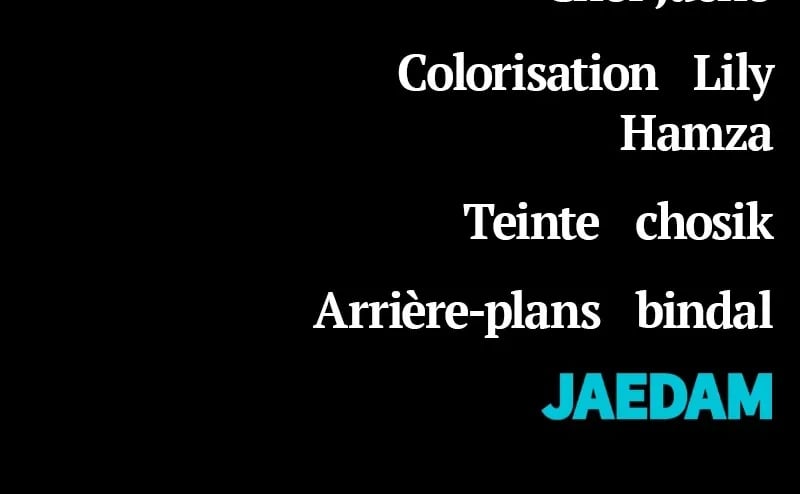 Colorisation Lily
Hamza
Teinte chosik
Arrière-plans bindal
JAEDAM